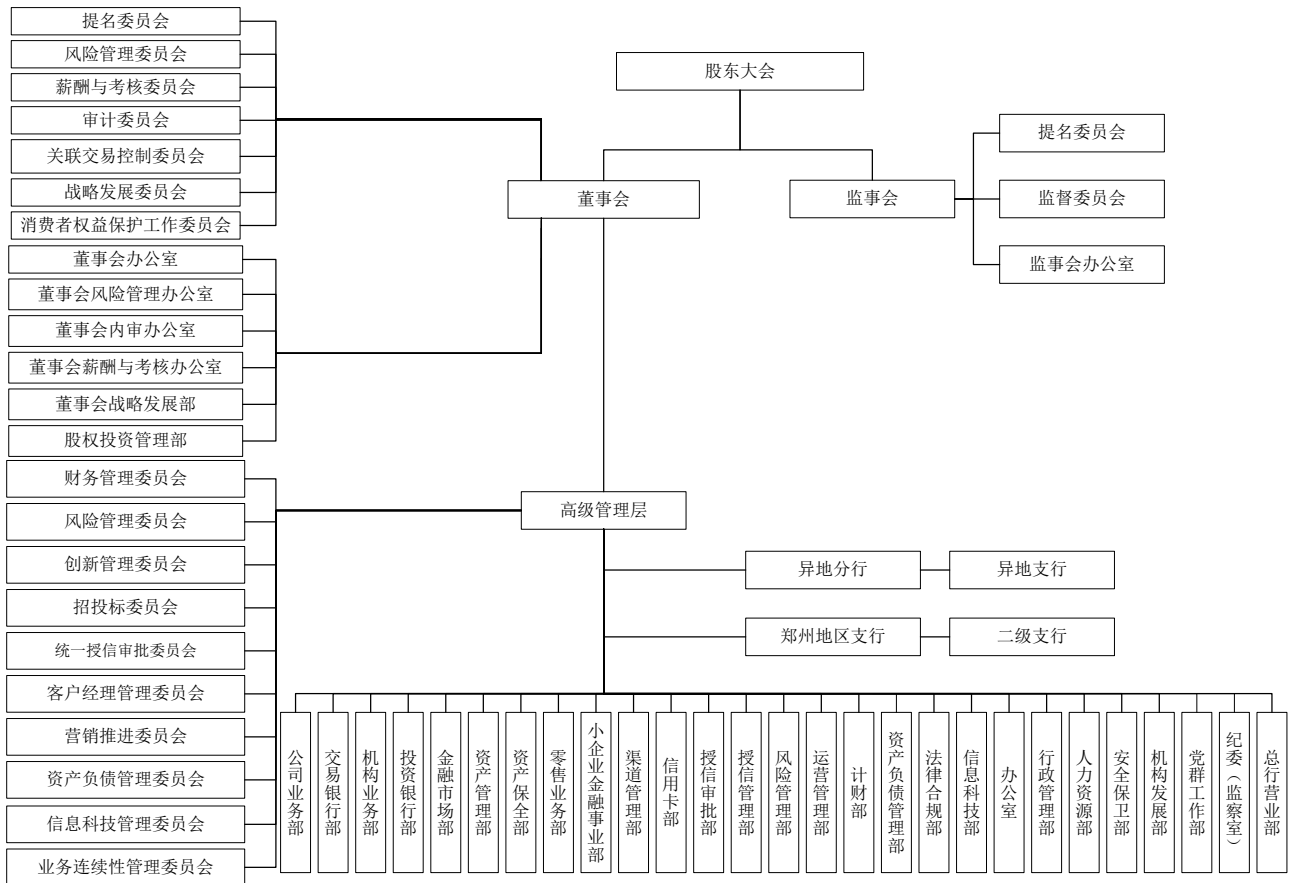 提名委员会
风险管理委员会
薪酬与考核委员会
审计委员会
关联交易控制委员会
战略发展委员会
消费者权益保护工作委员会
董事会办公室
董事会风险管理办公室
董事会内审办公室
董事会薪酬与考核办公室
董事会战略发展部
股权投资管理部
财务管理委员会
风险管理委员会
创新管理委员会
招投标委员会
统一授信审批委员会
客户经理管理委员会
营销推进委员会
资产负债管理委员会
信息科技管理委员会
业务连续性管理委员会
股东大会
董事会
监事会
提名委员会
监督委员会
监事会办公室
高级管理层
异地分行
异地支行
郑州地区支行
二级支行
公司业务部
交易银行部
机构业务部
投资银行部
金融市场部
资产管理部
资产保全部
零售业务部
小企业金融事业部
渠道管理部
信用卡部
授信审批部
授信管理部
风险管理部
运营管理部
计财部
资产负债管理部
法律合规部
信息科技部
办公室
行政管理部
人力资源部
安全保卫部
机构发展部
党群工作部
纪委（监察室）
总行营业部